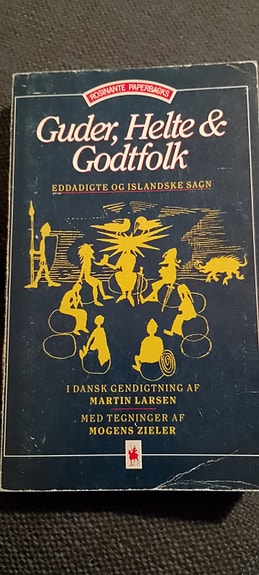 ROSINANTE PAPERBACKS
Guder, Helte &
Godtfolk
EDDADIGTE OG ISLANDSKE SAGN
I DANSK GENDIGTNING AF
MARTIN LARSEN
MED TEGNINGER AF
MOGENS ZIELER